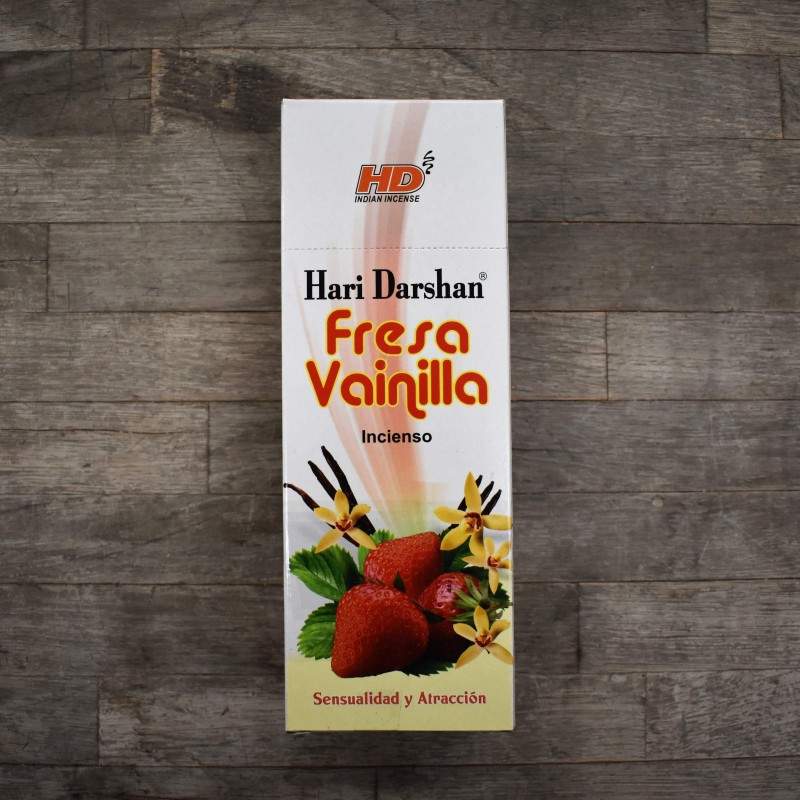 HD
INDIAN INCENSE
Hari Darshan®
Fresa
Vainilla
Incienso
Sensualidad y Atracción